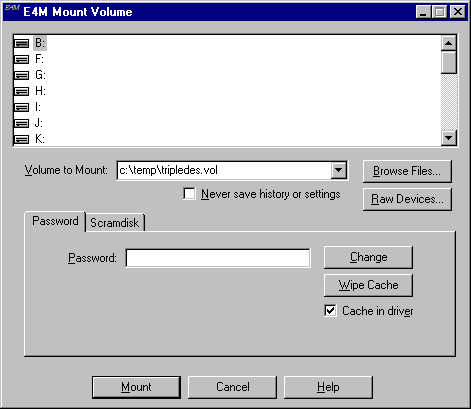 E4M E4M Mount Volume
B:
F:
G:
H:
I:
J:
K:
Volume to Mount: c:\temp\tripledes.vol Browse Files...
Never save history or settings Raw Devices...
Password Scramdisk
Password: Change
Wipe Cache
Cache in driver
Mount Cancel Help